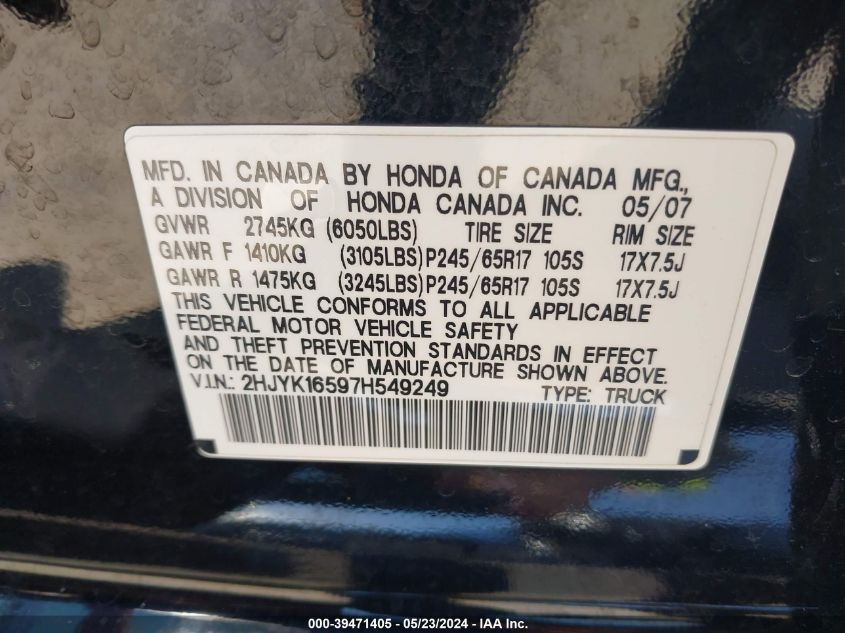 MFD. IN CANADA BY HONDA OF CANADA MFG.,
A DIVISION OF HONDA CANADA INC. 05/07
GVWR 2745KG (6050LBS) TIRE SIZE RIM SIZE
GAWR F 1410KG (3105LBS) P245/65R17 105S 17X7.5J
GAWR R 1475KG (3245LBS) P245/65R17 105S 17X7.5J
THIS VEHICLE CONFORMS TO ALL APPLICABLE
FEDERAL MOTOR VEHICLE SAFETY
AND THEFT PREVENTION STANDARDS IN EFFECT
ON THE DATE OF MANUFACTURE SHOWN ABOVE.
V.I.N.: 2HJYK16597H549249 TYPE: TRUCK
000-39471405 - 05/23/2024 - IAA Inc.